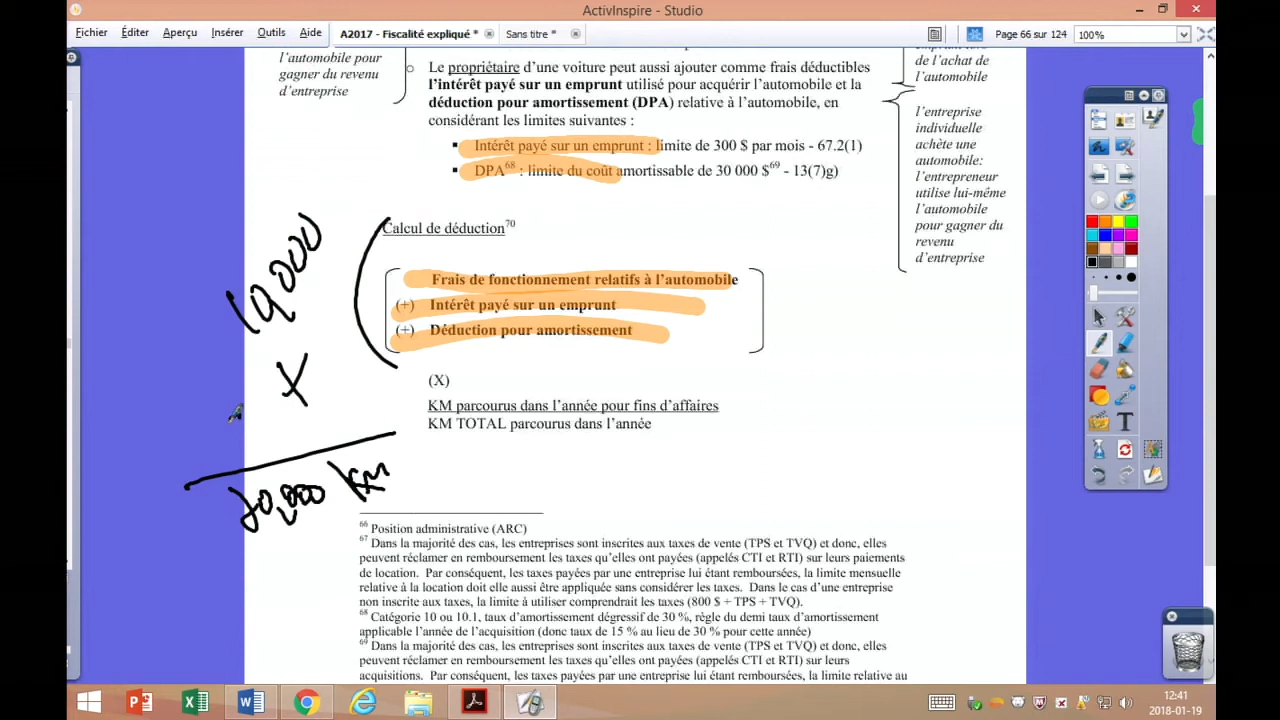 ActivInspire - Studio
Fichier Éditer Aperçu Insérer Outils Aide
A2017 - Fiscalité expliqué *
Sans titre *
Page 66 sur 124
100%
l'automobile pour
gagner du revenu
d'entreprise
Le propriétaire d'une voiture peut aussi ajouter comme frais déductibles
l'intérêt payé sur un emprunt utilisé pour acquérir l'automobile et la
déduction pour amortissement (DPA) relative à l'automobile, en
considérant les limites suivantes :
▪ Intérêt payé sur un emprunt : limite de 300 $ par mois - 67.2(1)
▪ DPA68 : limite du coût amortissable de 30 000 $69 - 13(7)g)
de l'achat de
l'automobile
l'entreprise
individuelle
achète une
automobile:
l'entrepreneur
utilise lui-même
l'automobile
pour gagner du
revenu
d'entreprise
Calcul de déduction70
Frais de fonctionnement relatifs à l'automobile
(+) Intérêt payé sur un emprunt
(+) Déduction pour amortissement
(X)
KM parcourus dans l'année pour fins d'affaires
KM TOTAL parcourus dans l'année
19000
X
20,000 KM
66 Position administrative (ARC)
67 Dans la majorité des cas, les entreprises sont inscrites aux taxes de vente (TPS et TVQ) et donc, elles
peuvent réclamer en remboursement les taxes qu'elles ont payées (appelés CTI et RTI) sur leurs paiements
de location. Par conséquent, les taxes payées par une entreprise lui étant remboursées, la limite mensuelle
relative à la location doit elle aussi être appliquée sans considérer les taxes. Dans le cas d'une entreprise
non inscrite aux taxes, la limite à utiliser comprendrait les taxes (800 $ + TPS + TVQ).
68 Catégorie 10 ou 10.1, taux d'amortissement dégressif de 30 %, règle du demi taux d'amortissement
applicable l'année de l'acquisition (donc taux de 15 % au lieu de 30 % pour cette année)
69 Dans la majorité des cas, les entreprises sont inscrites aux taxes de vente (TPS et TVQ) et donc, elles
peuvent réclamer en remboursement les taxes qu'elles ont payées (appelés CTI et RTI) sur leurs
acquisitions. Par conséquent, les taxes payées par une entreprise lui étant remboursées, la limite relative au
12:41
2018-01-19